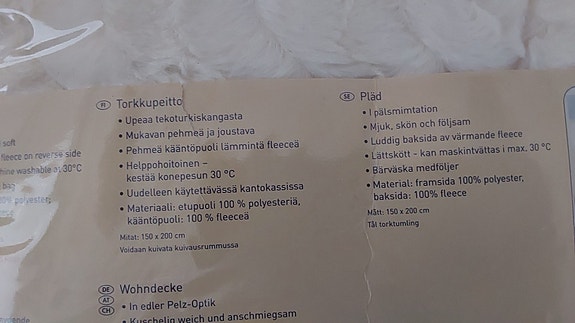 soft
fleece on reverse side
hine washable at 30°C
bag
00% polyester;
FI Torkkupeitto
• Upeaa tekoturkiskangasta
• Mukavan pehmeä ja joustava
• Pehmeä kääntöpuoli lämmintä fleeceä
• Helppohoitoinen –
kestää konepesun 30 °C
• Uudelleen käytettävässä kantokassissa
• Materiaali: etupuoli 100 % polyesteriä,
kääntöpuoli: 100 % fleeceä
Mitat: 150 x 200 cm
Voidaan kuivata kuivausrummussa
SE Pläd
• I pälsmimtation
• Mjuk, skön och följsam
• Luddig baksida av värmande fleece
• Lättskött - kan maskintvättas i max. 30 °C
• Bärväska medföljer
• Material: framsida 100% polyester,
baksida: 100% fleece
Mått: 150 x 200 cm
Tål torktumling
DE Wohndecke
AT
CH • In edler Pelz-Optik
• Kuschelig weich und anschmiegsam